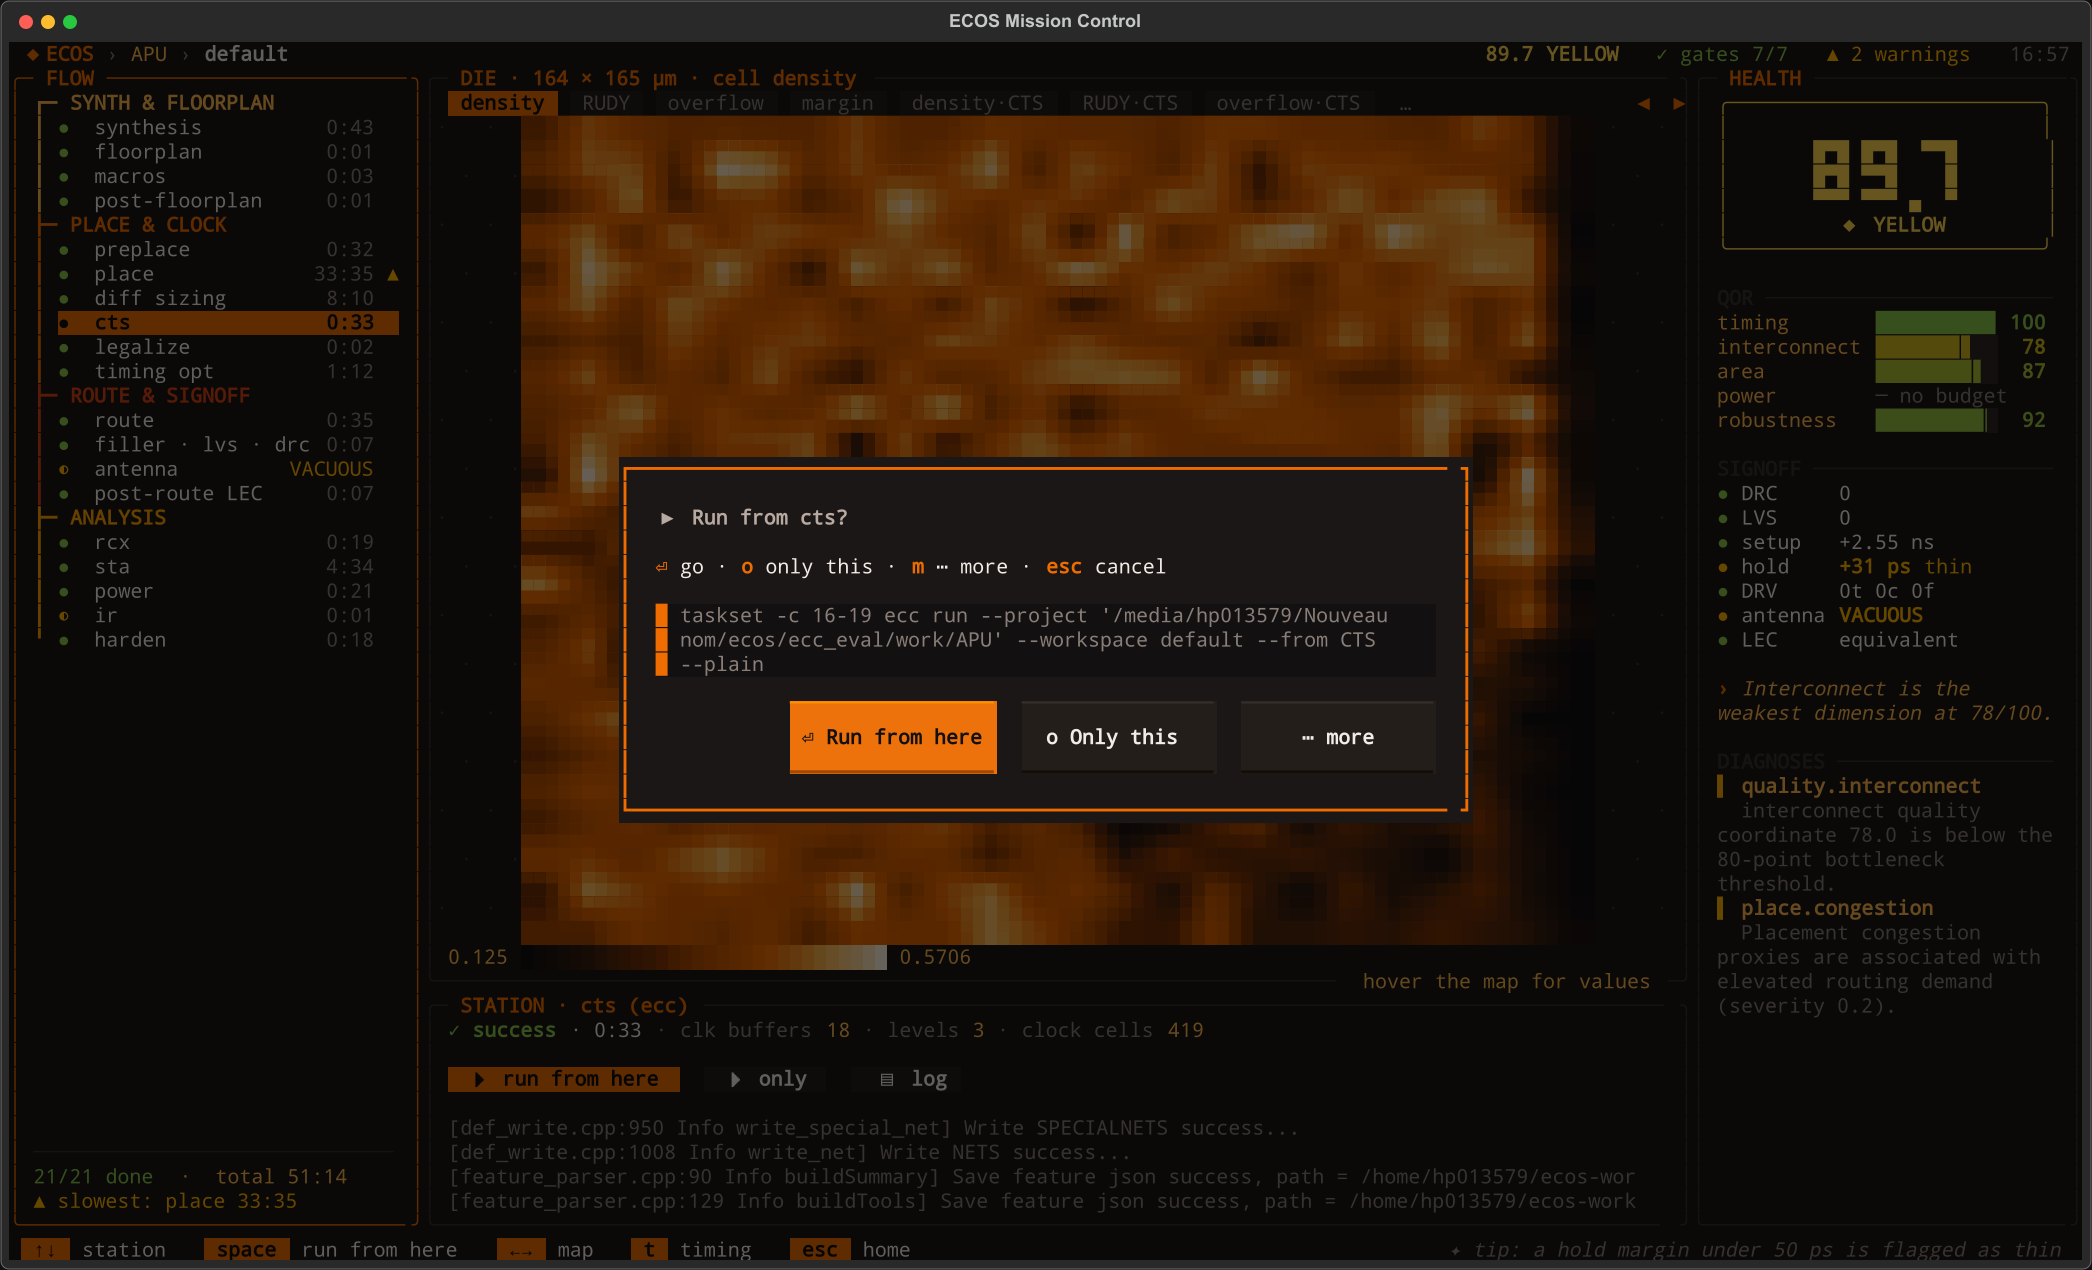 ECOS Mission Control
◆ ECOS › APU › default
89.7 YELLOW ✓ gates 7/7 ▲ 2 warnings 16:57
FLOW
SYNTH & FLOORPLAN
● synthesis 0:43
● floorplan 0:01
● macros 0:03
● post-floorplan 0:01
PLACE & CLOCK
● preplace 0:32
● place 33:35 ▲
● diff sizing 8:10
● cts 0:33
● legalize 0:02
● timing opt 1:12
ROUTE & SIGNOFF
● route 0:35
● filler · lvs · drc 0:07
◐ antenna VACUOUS
● post-route LEC 0:07
ANALYSIS
● rcx 0:19
● sta 4:34
● power 0:21
◐ ir 0:01
● harden 0:18
21/21 done · total 51:14
▲ slowest: place 33:35
DIE · 164 × 165 µm · cell density
density RUDY overflow margin density·CTS RUDY·CTS overflow·CTS … ◀ ▶
▶ Run from cts?
⏎ go · o only this · m ⋯ more · esc cancel
taskset -c 16-19 ecc run --project '/media/hp013579/Nouveau
nom/ecos/ecc_eval/work/APU' --workspace default --from CTS
--plain
⏎ Run from here
o Only this
⋯ more
0.125 0.5706
hover the map for values
STATION · cts (ecc)
✓ success · 0:33 · clk buffers 18 · levels 3 · clock cells 419
▶ run from here ▶ only ▤ log
[def_write.cpp:950 Info write_special_net] Write SPECIALNETS success...
[def_write.cpp:1008 Info write_net] Write NETS success...
[feature_parser.cpp:90 Info buildSummary] Save feature json success, path = /home/hp013579/ecos-wor
[feature_parser.cpp:129 Info buildTools] Save feature json success, path = /home/hp013579/ecos-work
HEALTH
89.7
◆ YELLOW
QOR
timing 100
interconnect 78
area 87
power — no budget
robustness 92
SIGNOFF
● DRC 0
● LVS 0
● setup +2.55 ns
● hold +31 ps thin
● DRV 0t 0c 0f
● antenna VACUOUS
● LEC equivalent
› Interconnect is the
weakest dimension at 78/100.
DIAGNOSES
quality.interconnect
interconnect quality
coordinate 78.0 is below the
80-point bottleneck
threshold.
place.congestion
Placement congestion
proxies are associated with
elevated routing demand
(severity 0.2).
↑↓ station space run from here ←→ map t timing esc home
✦ tip: a hold margin under 50 ps is flagged as thin